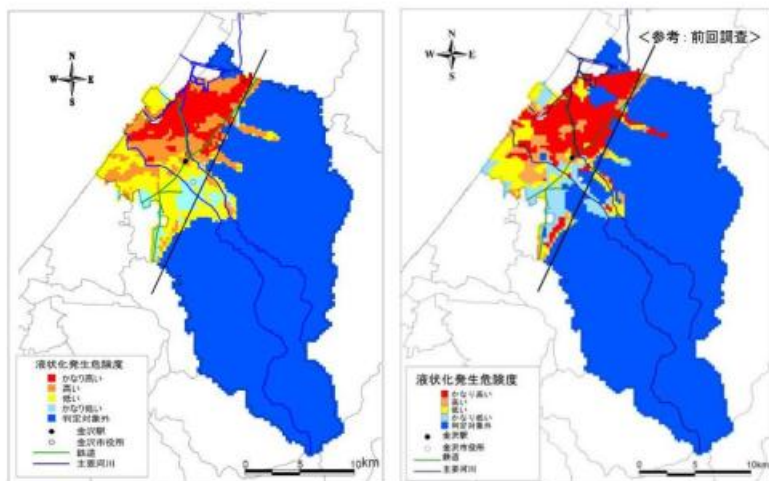 N
W E
S
液状化発生危険度
かなり高い
高い
低い
かなり低い
判定対象外
金沢駅
金沢市役所
鉄道
主要河川
0 5 10km
<参考:前回調査>
N
W E
S
液状化発生危険度
かなり高い
高い
低い
かなり低い
判定対象外
金沢駅
金沢市役所
鉄道
主要河川
0 5 10km